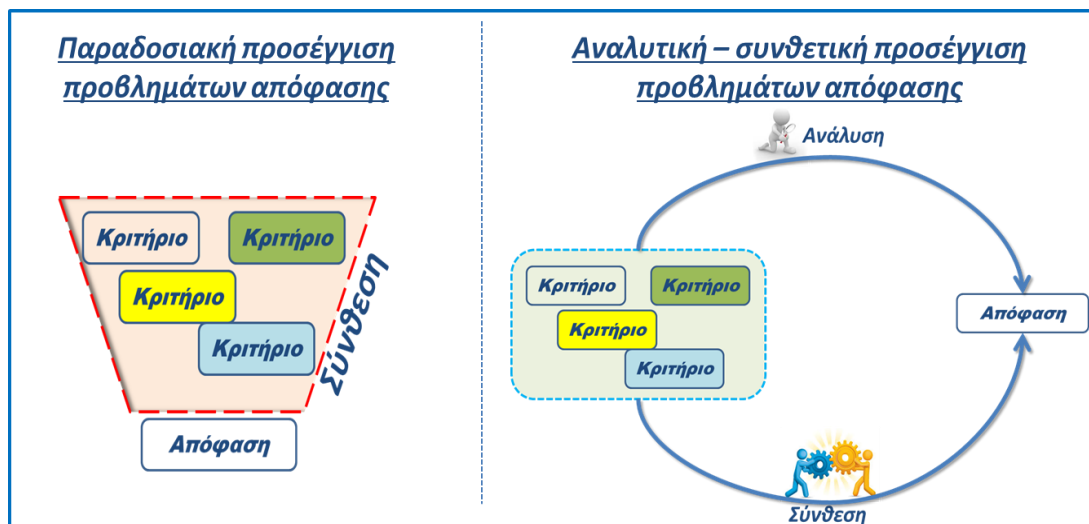 Παραδοσιακή προσέγγιση
προβλημάτων απόφασης
Κριτήριο
Κριτήριο
Κριτήριο
Κριτήριο
Σύνθεση
Απόφαση
Αναλυτική – συνθετική προσέγγιση
προβλημάτων απόφασης
Ανάλυση
Κριτήριο
Κριτήριο
Κριτήριο
Κριτήριο
Απόφαση
Σύνθεση